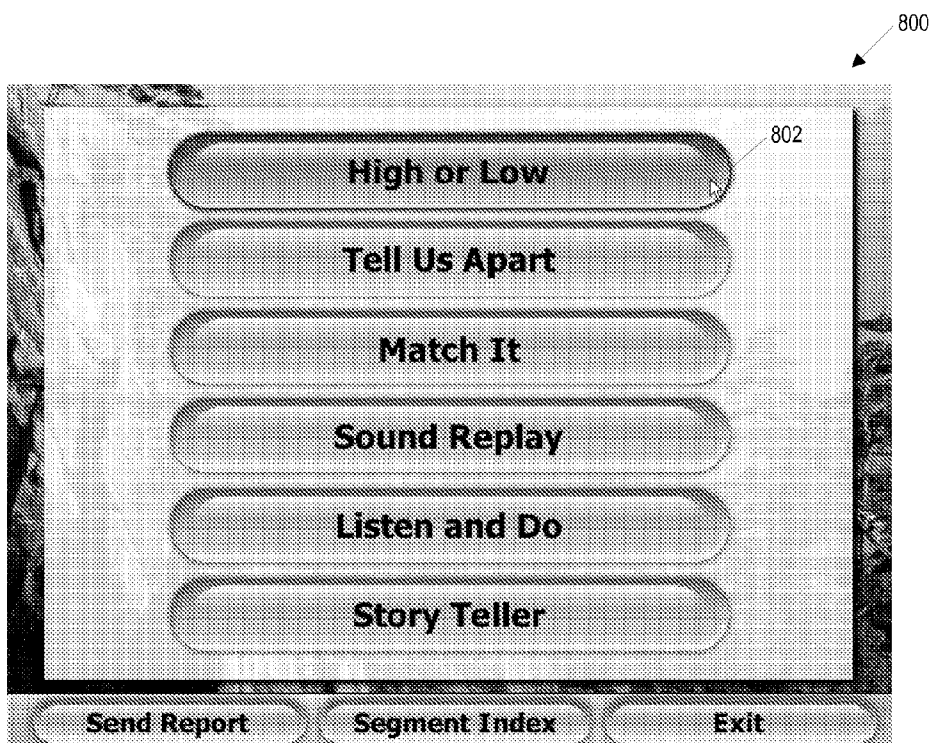 800
802
High or Low
Tell Us Apart
Match It
Sound Replay
Listen and Do
Story Teller
Send Report Segment Index Exit